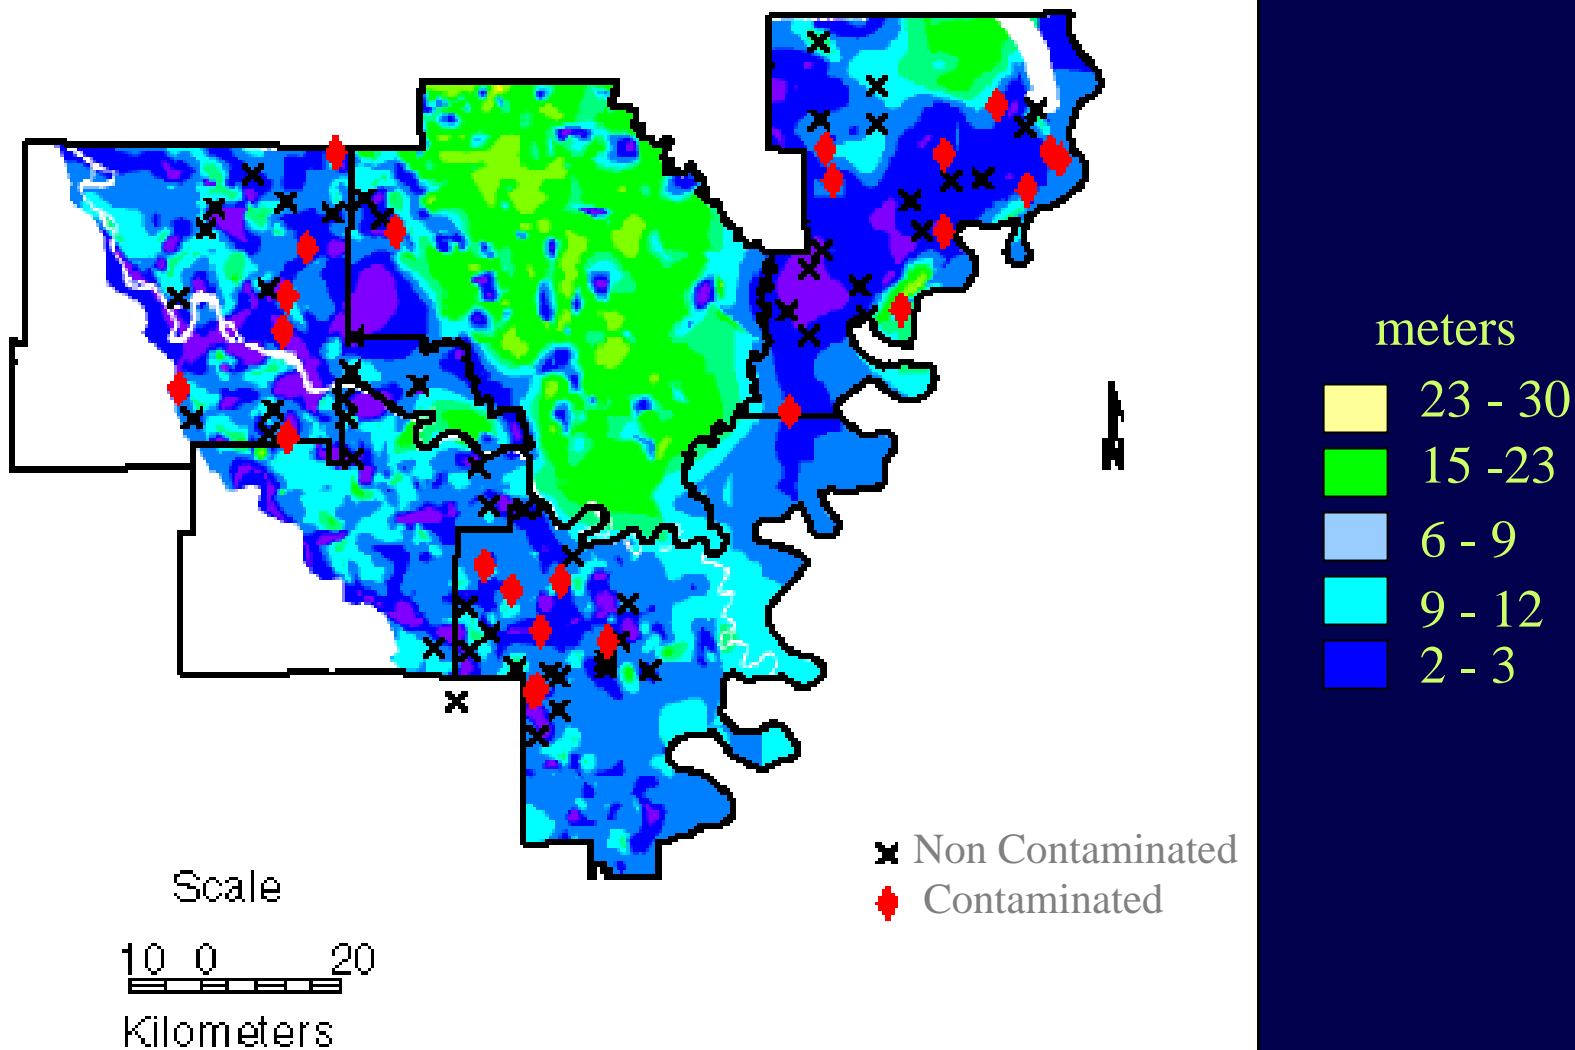 meters
23 - 30
15 -23
6 - 9
9 - 12
2 - 3
N
Non Contaminated
Contaminated
Scale
10 0 20
Kilometers